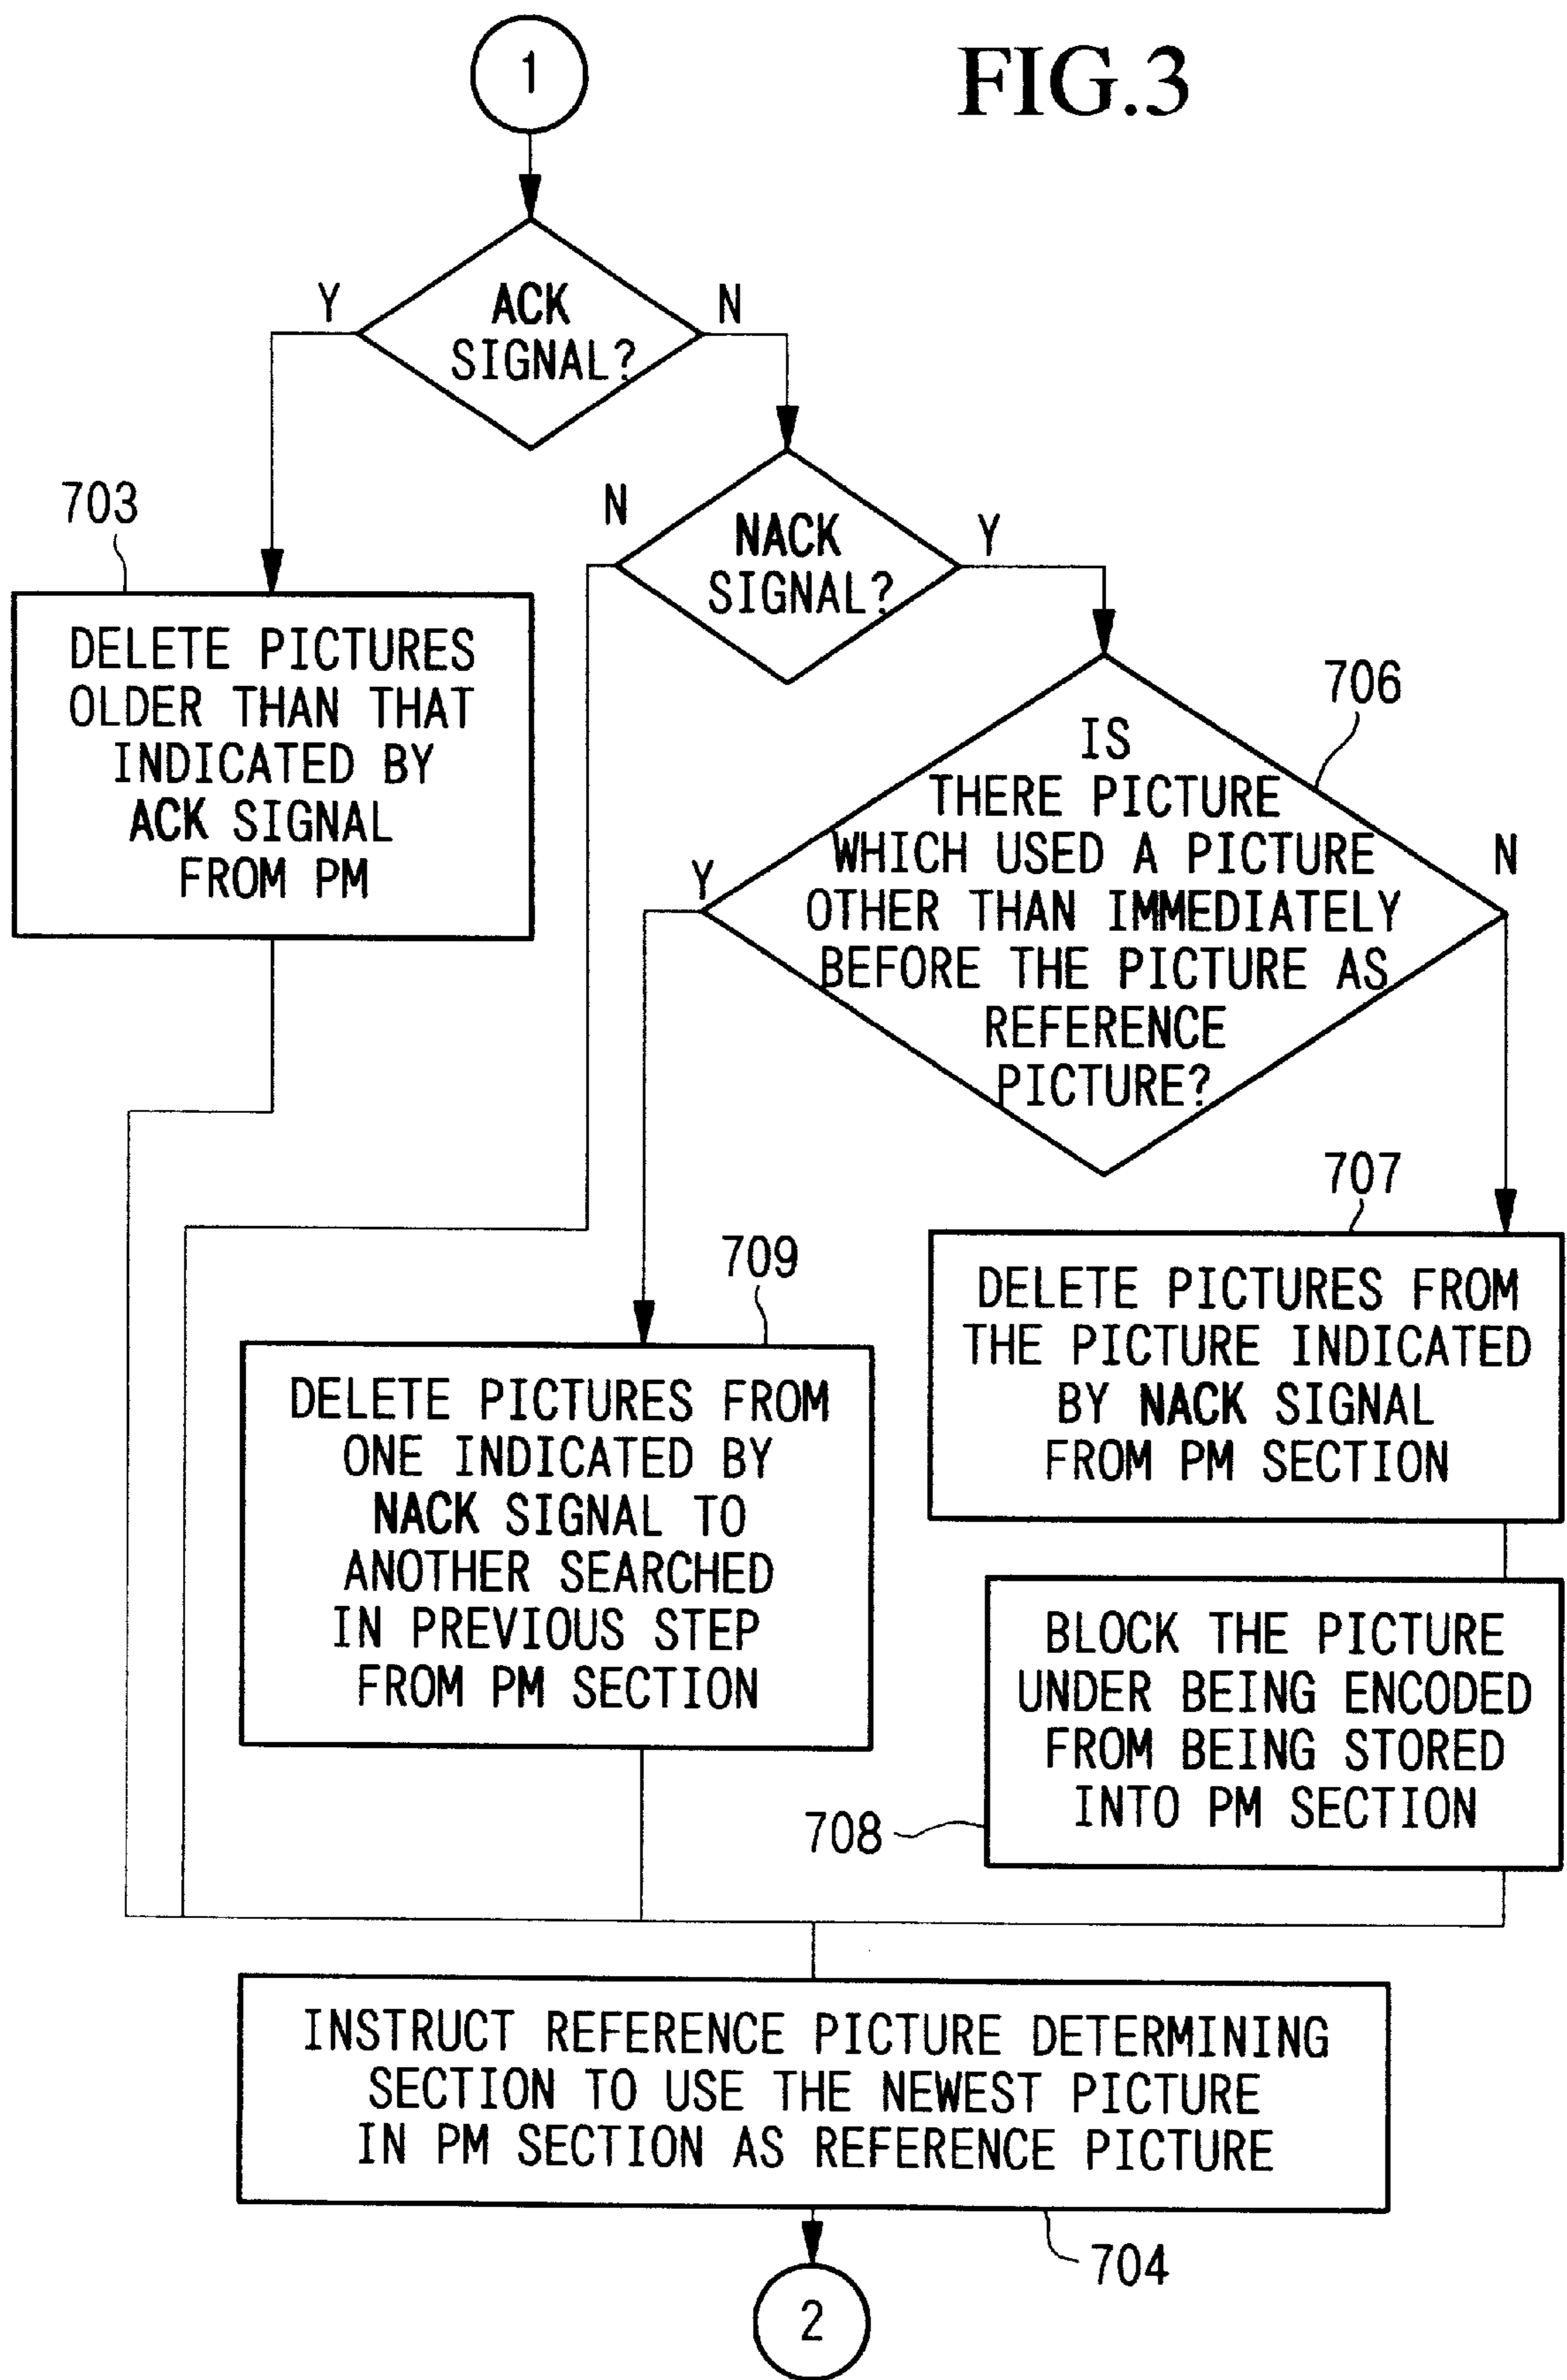 1
FIG.3
Y
ACK
SIGNAL?
N
703
N
NACK
SIGNAL?
Y
DELETE PICTURES
OLDER THAN THAT
INDICATED BY
ACK SIGNAL
FROM PM
706
IS
THERE PICTURE
WHICH USED A PICTURE
OTHER THAN IMMEDIATELY
BEFORE THE PICTURE AS
REFERENCE
PICTURE?
Y
N
709
DELETE PICTURES FROM
ONE INDICATED BY
NACK SIGNAL TO
ANOTHER SEARCHED
IN PREVIOUS STEP
FROM PM SECTION
707
DELETE PICTURES FROM
THE PICTURE INDICATED
BY NACK SIGNAL
FROM PM SECTION
BLOCK THE PICTURE
UNDER BEING ENCODED
FROM BEING STORED
INTO PM SECTION
708
INSTRUCT REFERENCE PICTURE DETERMINING
SECTION TO USE THE NEWEST PICTURE
IN PM SECTION AS REFERENCE PICTURE
704
2